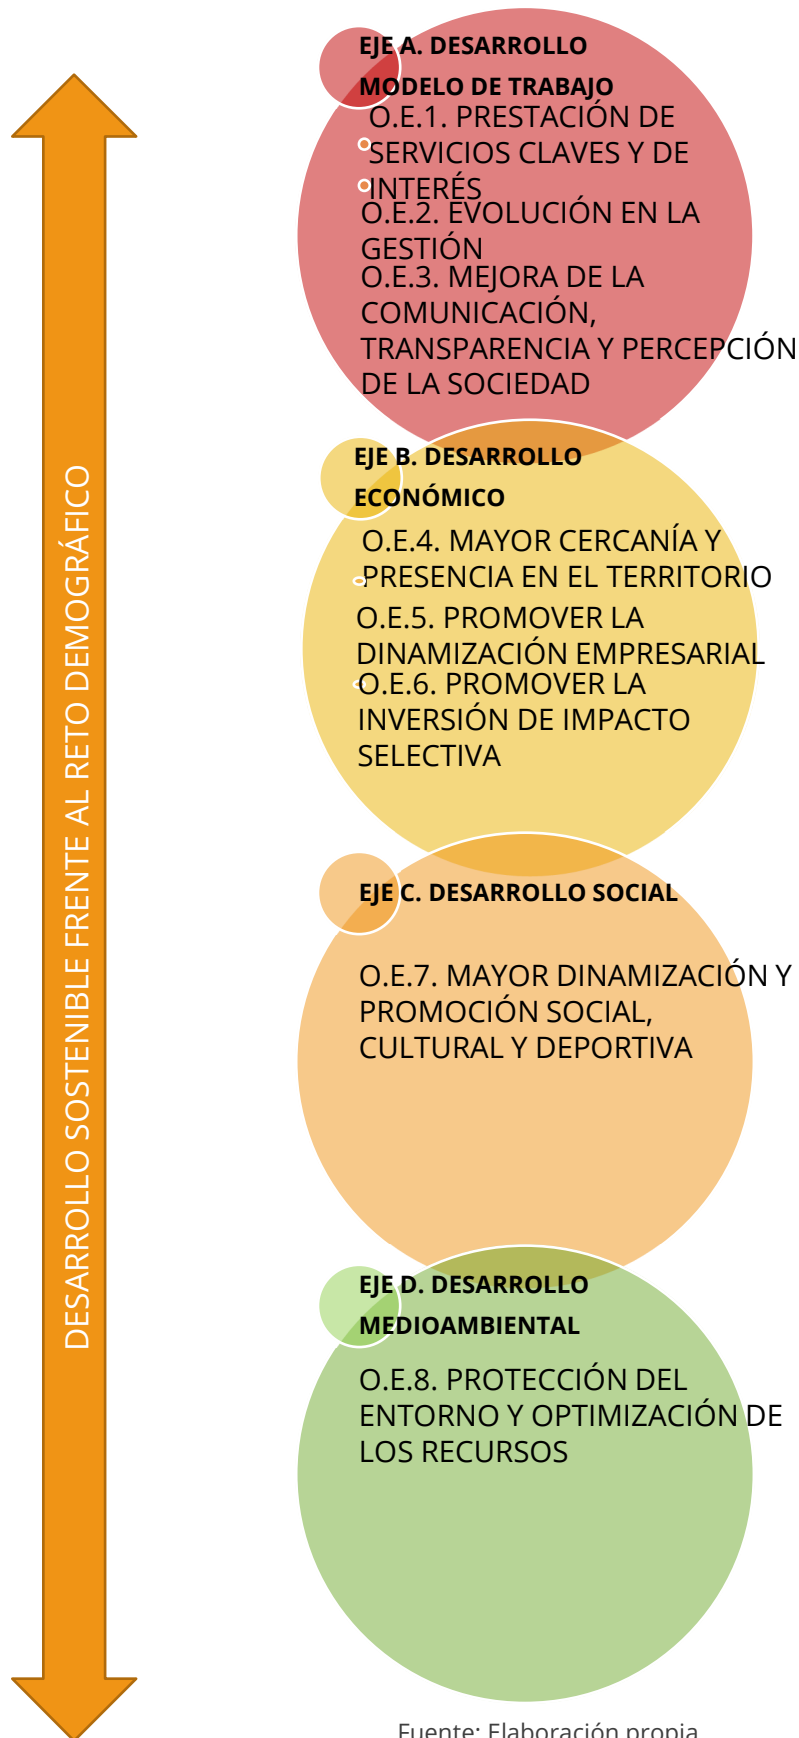 DESARROLLO SOSTENIBLE FRENTE AL RETO DEMOGRÁFICO
EJE A. DESARROLLO
MODELO DE TRABAJO
O.E.1. PRESTACIÓN DE
SERVICIOS CLAVES Y DE
INTERÉS
O.E.2. EVOLUCIÓN EN LA
GESTIÓN
O.E.3. MEJORA DE LA
COMUNICACIÓN,
TRANSPARENCIA Y PERCEPCIÓN
DE LA SOCIEDAD
EJE B. DESARROLLO
ECONÓMICO
O.E.4. MAYOR CERCANÍA Y
PRESENCIA EN EL TERRITORIO
O.E.5. PROMOVER LA
DINAMIZACIÓN EMPRESARIAL
O.E.6. PROMOVER LA
INVERSIÓN DE IMPACTO
SELECTIVA
EJE C. DESARROLLO SOCIAL
O.E.7. MAYOR DINAMIZACIÓN Y
PROMOCIÓN SOCIAL,
CULTURAL Y DEPORTIVA
EJE D. DESARROLLO
MEDIOAMBIENTAL
O.E.8. PROTECCIÓN DEL
ENTORNO Y OPTIMIZACIÓN DE
LOS RECURSOS
Fuente: Elaboración propia